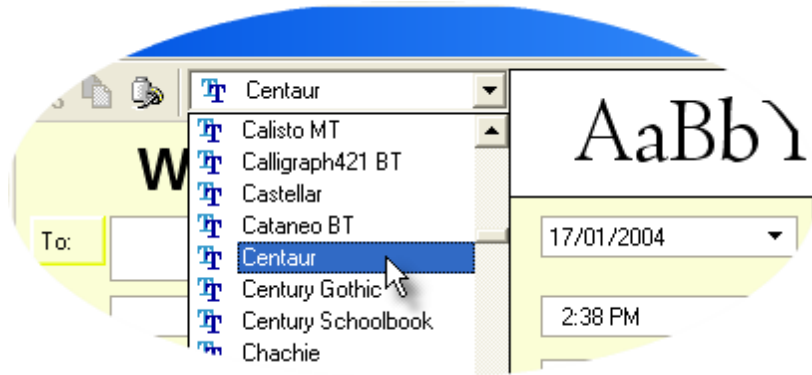 Centaur
AaBbY
W
Calisto MT
Calligraph421 BT
Castellar
Cataneo BT
Centaur
Century Gothic
Century Schoolbook
Chachie
To:
17/01/2004
2:38 PM